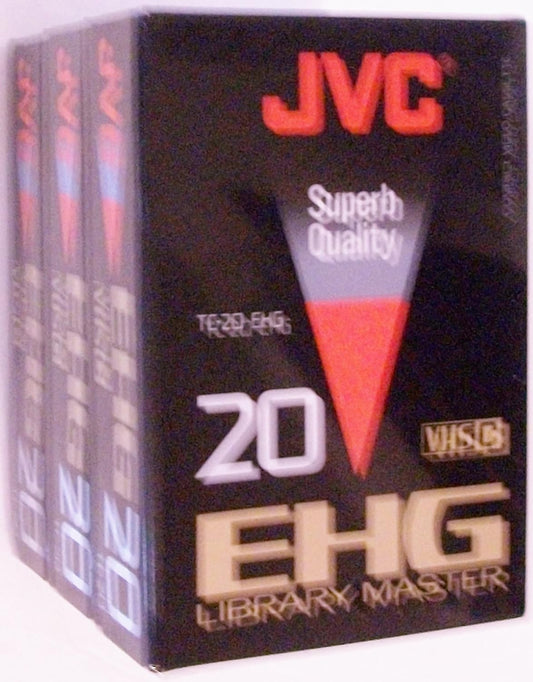 JVC
Superb
Quality
TC-20 EHG
20
VHS C
EHG
LIBRARY MASTER
JVC
EHG
20
JVC
EHG
20
JVC
EHG
20